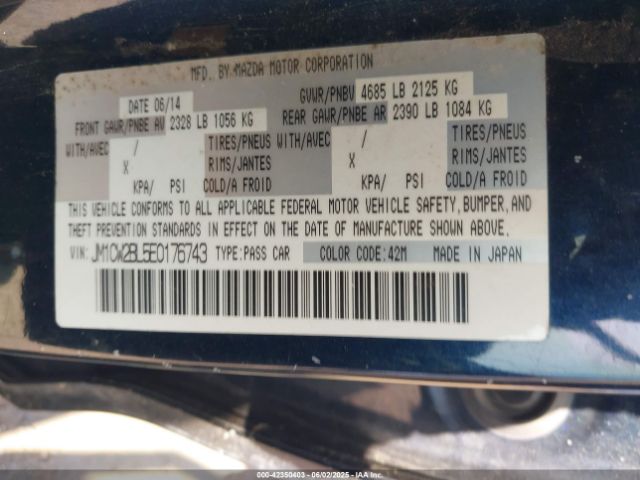 MFD. BY MAZDA MOTOR CORPORATION
DATE 06/14 GVWR/PNBV 4685 LB 2125 KG
FRONT GAWR/PNBE AV 2328 LB 1056 KG REAR GAWR/PNBE AR 2390 LB 1084 KG
WITH/AVEC / TIRES/PNEUS WITH/AVEC / TIRES/PNEUS
X RIMS/JANTES X RIMS/JANTES
KPA/ PSI COLD/A FROID KPA/ PSI COLD/A FROID
THIS VEHICLE CONFORMS TO ALL APPLICABLE FEDERAL MOTOR VEHICLE SAFETY, BUMPER, AND
THEFT PREVENTION STANDARDS IN EFFECT ON THE DATE OF MANUFACTURE SHOWN ABOVE.
VIN: JM1CW2BL5E0176743 TYPE:PASS CAR COLOR CODE:42M MADE IN JAPAN
000-42350403 - 06/02/2025 - IAAI.COM